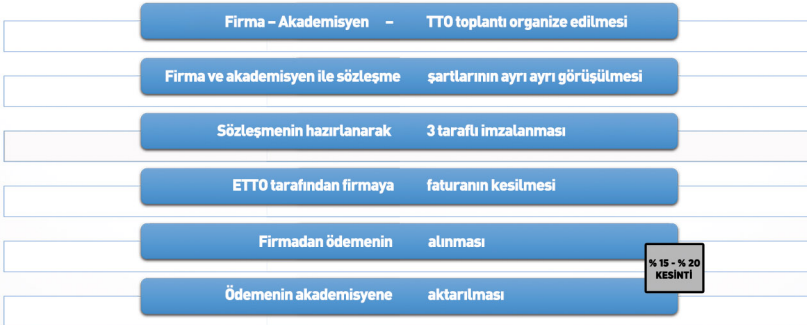 Firma – Akademisyen – TTO toplantı organize edilmesi
Firma ve akademisyen ile sözleşme şartlarının ayrı ayrı görüşülmesi
Sözleşmenin hazırlanarak 3 taraflı imzalanması
ETTO tarafından firmaya faturanın kesilmesi
Firmadan ödemenin alınması
% 15 - % 20
KESİNTİ
Ödemenin akademisyene aktarılması